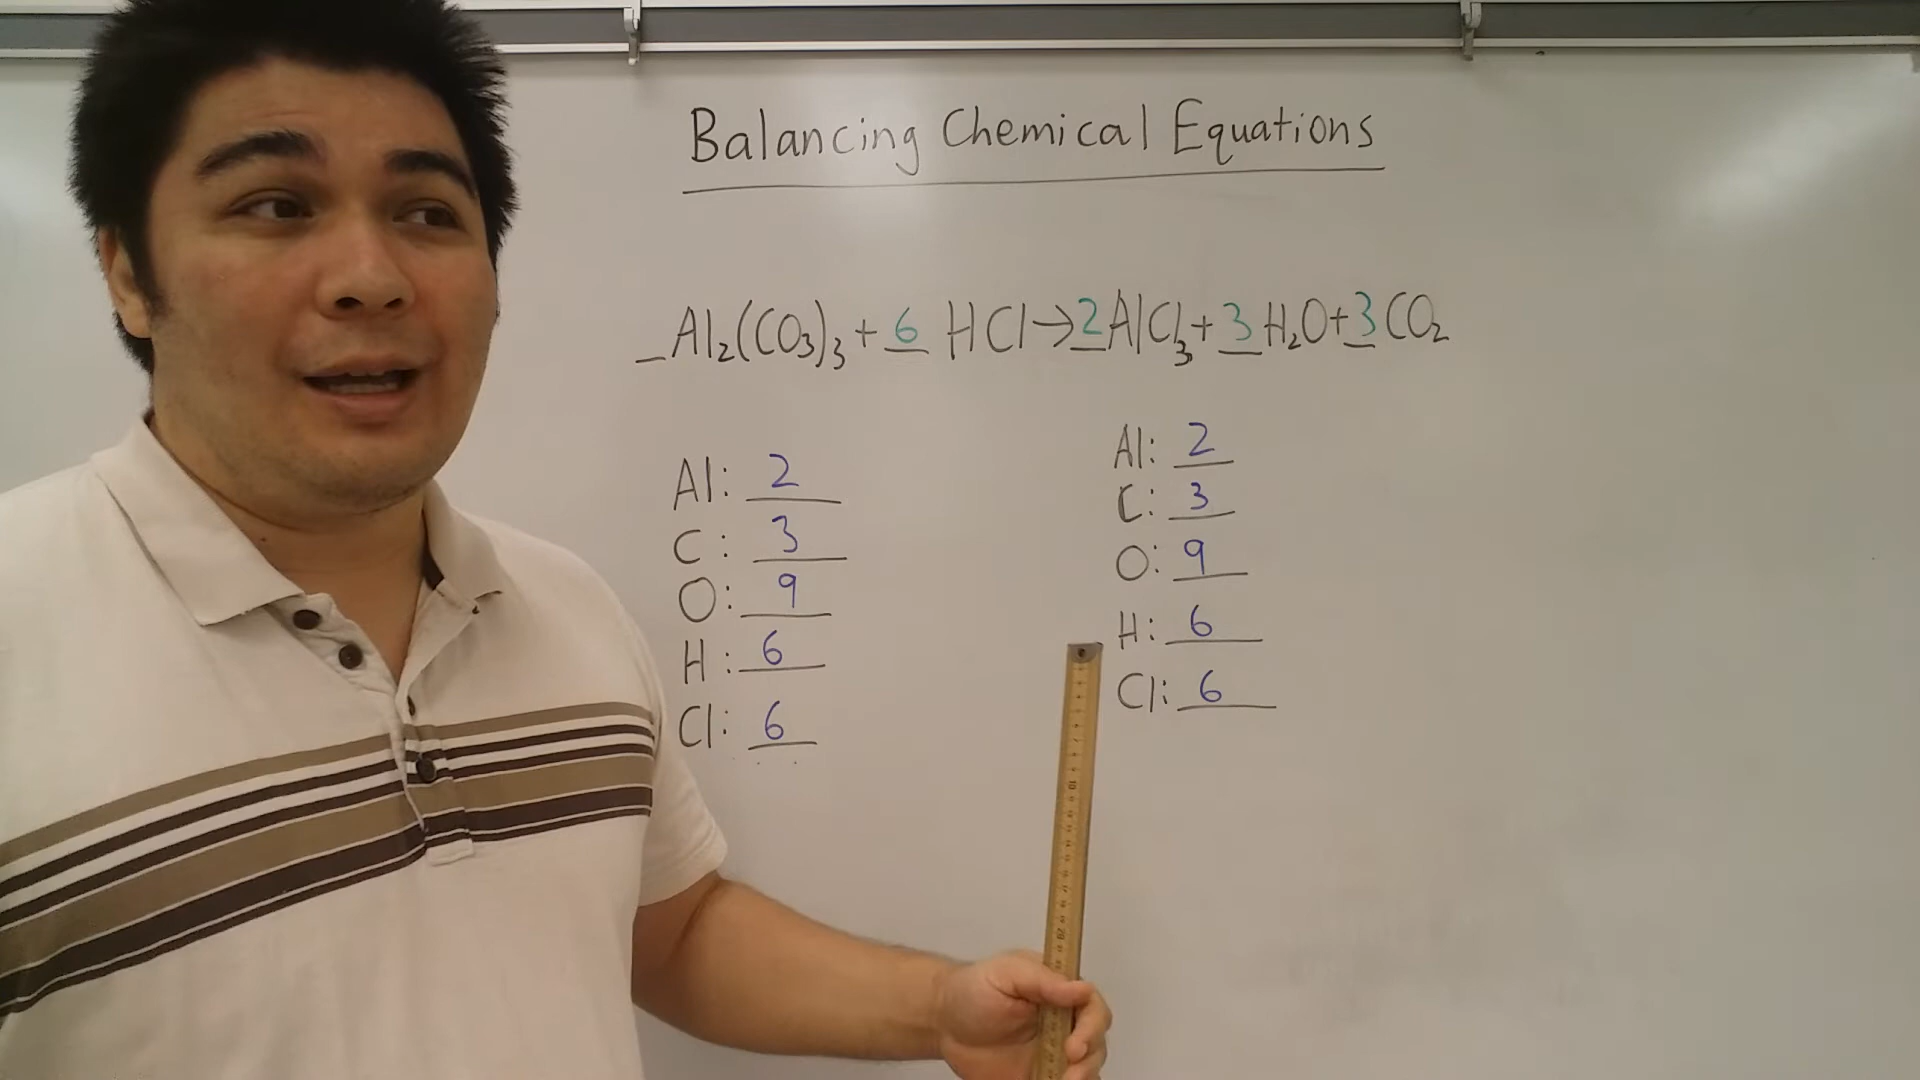 Balancing Chemical Equations
_Al₂(CO₃)₃ + 6 HCl → 2 AlCl₃ + 3 H₂O + 3 CO₂
Al: 2
C: 3
O: 9
H: 6
Cl: 6
Al: 2
C: 3
O: 9
H: 6
Cl: 6